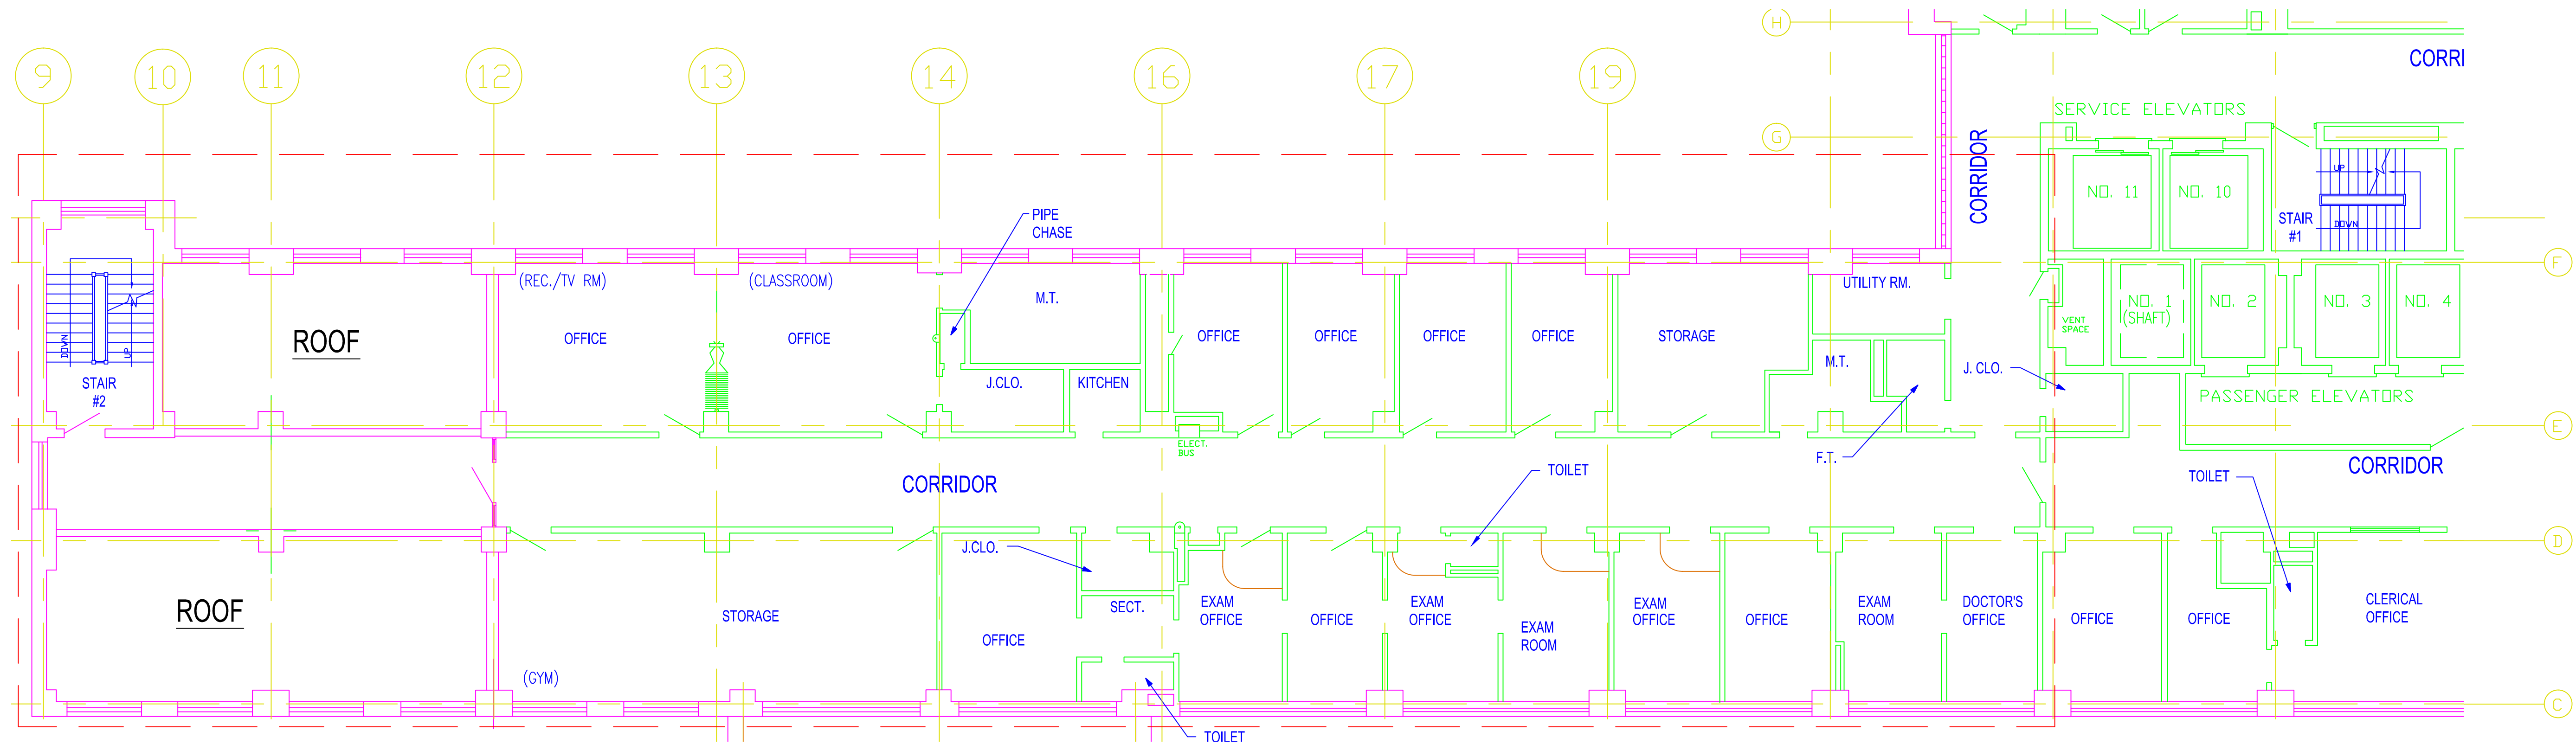 H
CORRI
9
10
11
12
13
14
16
17
19
SERVICE ELEVATORS
G
CORRIDOR
NO. 11
NO. 10
UP
STAIR
#1
DOWN
PIPE
CHASE
F
(REC./TV RM)
(CLASSROOM)
M.T.
UTILITY RM.
NO. 1
(SHAFT)
NO. 2
NO. 3
NO. 4
VENT
SPACE
DOWN
UP
ROOF
OFFICE
OFFICE
OFFICE
OFFICE
OFFICE
OFFICE
STORAGE
M.T.
J. CLO.
STAIR
#2
J.CLO.
KITCHEN
PASSENGER ELEVATORS
E
ELECT.
BUS
F.T.
CORRIDOR
TOILET
CORRIDOR
TOILET
J.CLO.
D
ROOF
STORAGE
OFFICE
SECT.
EXAM
OFFICE
OFFICE
EXAM
OFFICE
EXAM
ROOM
EXAM
OFFICE
OFFICE
EXAM
ROOM
DOCTOR'S
OFFICE
OFFICE
OFFICE
CLERICAL
OFFICE
(GYM)
C
TOILET